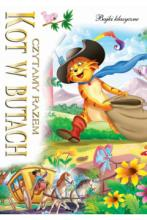 Bajki klasyczne
CZYTAMY RAZEM
KOT W BUTACH